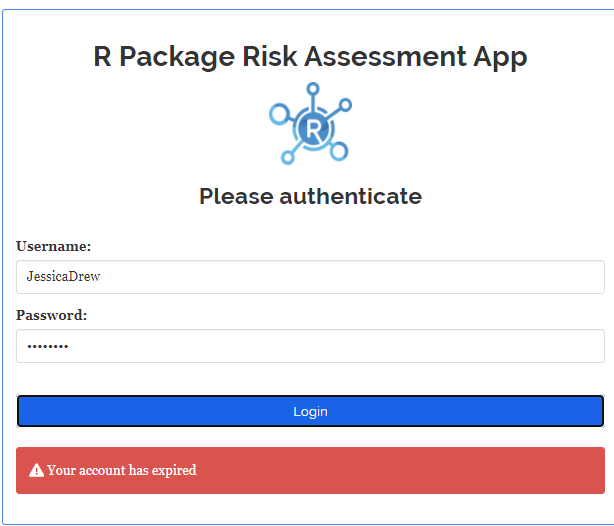 R Package Risk Assessment App
R
Please authenticate
Username:
JessicaDrew
Password:
••••••••
Login
Your account has expired